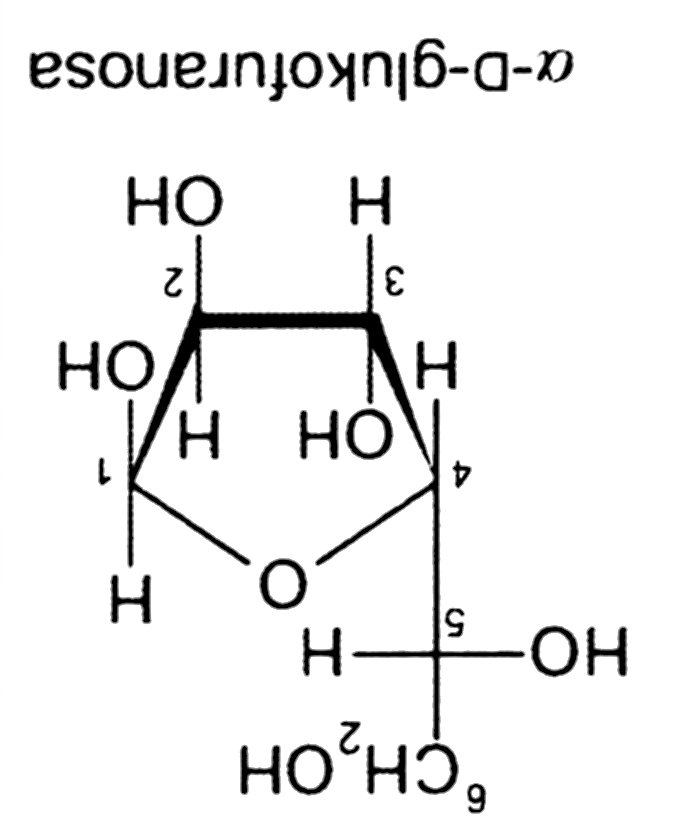 6CH2OH
HO 5 H
O H
4 OH H 1
H OH
3 2
H OH
α-D-glukofuranosa